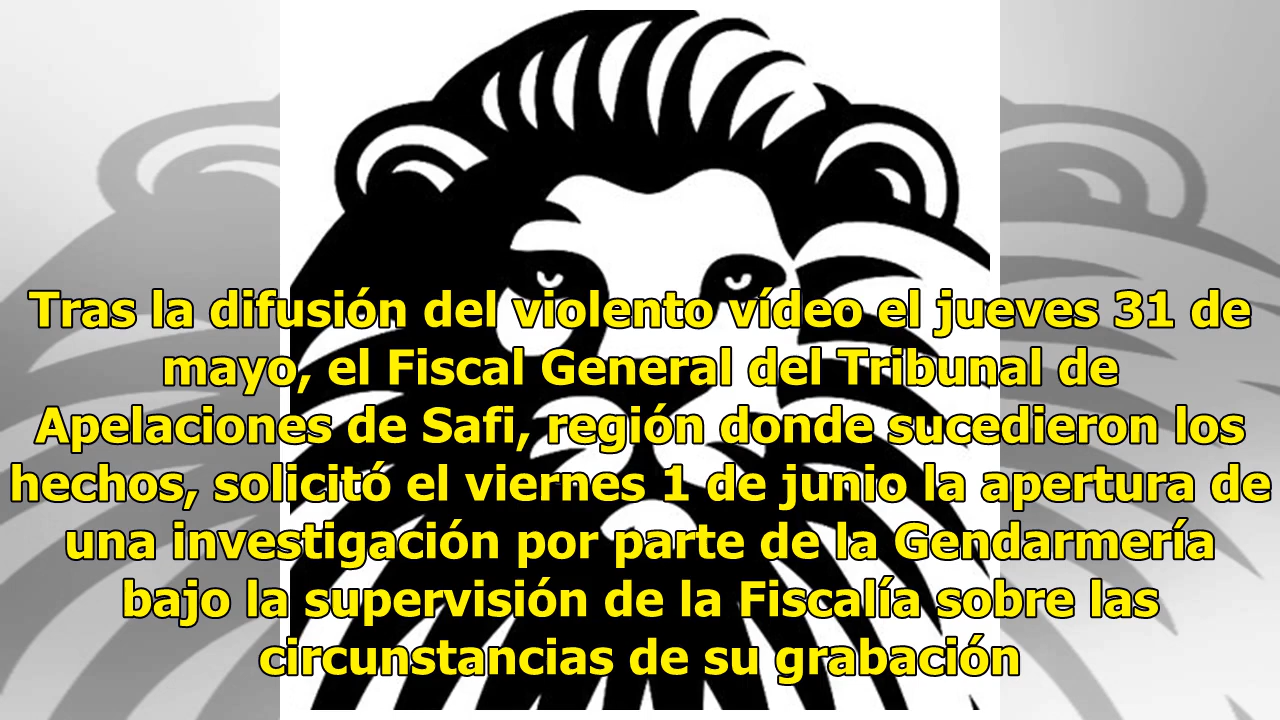 Tras la difusión del violento vídeo el jueves 31 de
mayo, el Fiscal General del Tribunal de
Apelaciones de Safi, región donde sucedieron los
hechos, solicitó el viernes 1 de junio la apertura de
una investigación por parte de la Gendarmería
bajo la supervisión de la Fiscalía sobre las
circunstancias de su grabación